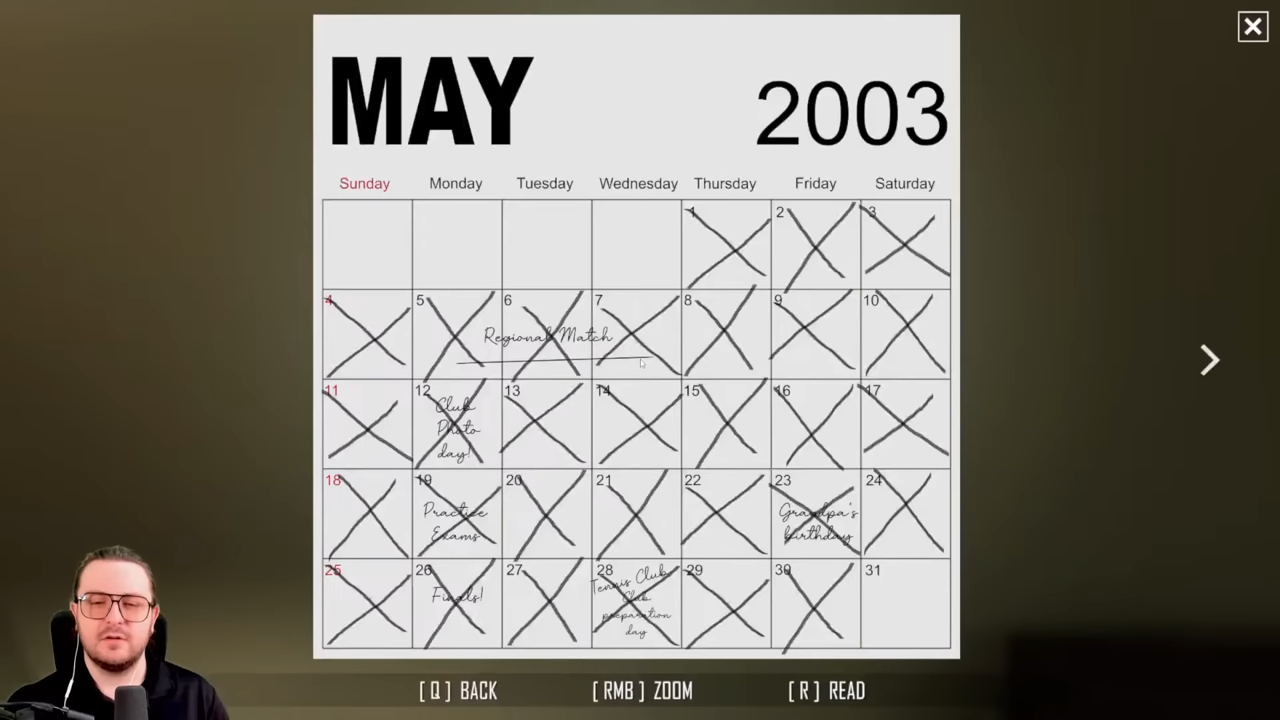 MAY 2003
Sunday Monday Tuesday Wednesday Thursday Friday Saturday
1 2 3
4 5 6 7 8 9 10
Regional Match
11 12 13 14 15 16 17
Club
Photo
day!
18 19 20 21 22 23 24
Practice
Exams
Grandpa's
birthday
25 26 27 28 29 30 31
Finals!
Tennis Club
Club
preparation
day
[ Q ] BACK [ RMB ] ZOOM [ R ] READ